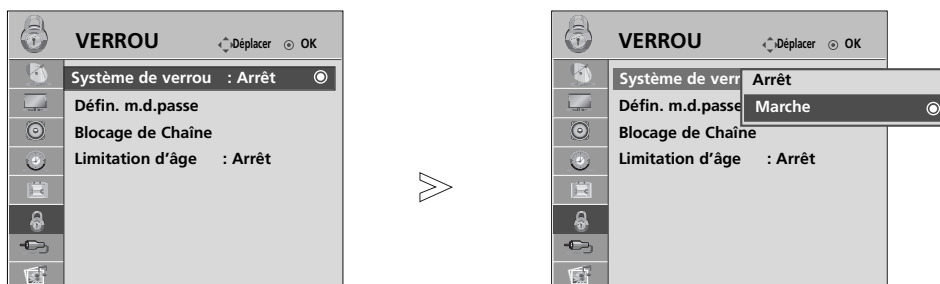 VERROU Déplacer OK
Système de verrou : Arrêt
Défin. m.d.passe
Blocage de Chaîne
Limitation d’âge : Arrêt
VERROU Déplacer OK
Système de verr Arrêt
Défin. m.d.passe Marche
Blocage de Chaîne
Limitation d’âge : Arrêt